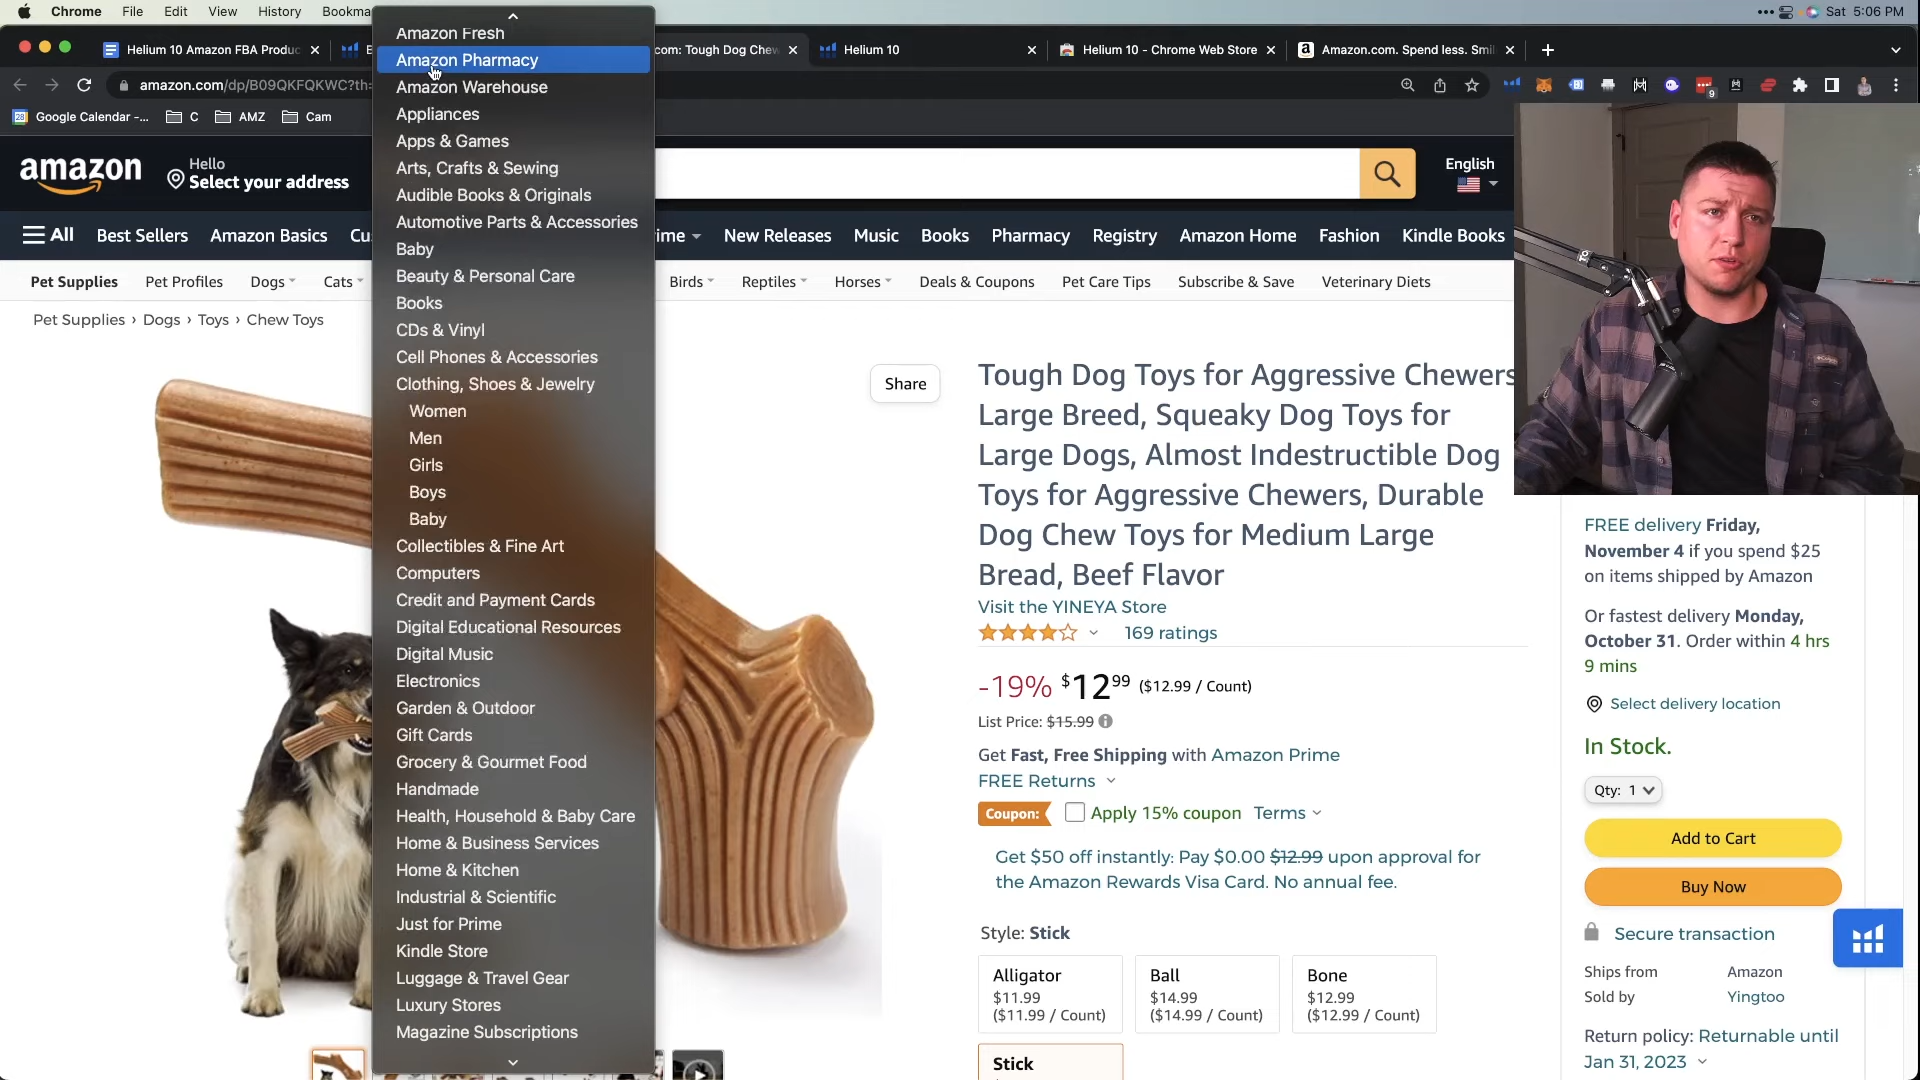 Chrome File Edit View History Bookma
Sat 5:06 PM
Helium 10 Amazon FBA Produc
com: Tough Dog Chew
Helium 10
Helium 10 - Chrome Web Store
Amazon.com. Spend less. Smi
amazon.com/dp/B09QKFQKWC?th=
9
28 Google Calendar -...
C
AMZ
Cam
amazon
Hello
Select your address
English
All
Best Sellers
Amazon Basics
Cu
ime
New Releases
Music
Books
Pharmacy
Registry
Amazon Home
Fashion
Kindle Books
Pet Supplies
Pet Profiles
Dogs
Cats
Birds
Reptiles
Horses
Deals & Coupons
Pet Care Tips
Subscribe & Save
Veterinary Diets
Pet Supplies › Dogs › Toys › Chew Toys
Amazon Fresh
Amazon Pharmacy
Amazon Warehouse
Appliances
Apps & Games
Arts, Crafts & Sewing
Audible Books & Originals
Automotive Parts & Accessories
Baby
Beauty & Personal Care
Books
CDs & Vinyl
Cell Phones & Accessories
Clothing, Shoes & Jewelry
Women
Men
Girls
Boys
Baby
Collectibles & Fine Art
Computers
Credit and Payment Cards
Digital Educational Resources
Digital Music
Electronics
Garden & Outdoor
Gift Cards
Grocery & Gourmet Food
Handmade
Health, Household & Baby Care
Home & Business Services
Home & Kitchen
Industrial & Scientific
Just for Prime
Kindle Store
Luggage & Travel Gear
Luxury Stores
Magazine Subscriptions
Share
Tough Dog Toys for Aggressive Chewers
Large Breed, Squeaky Dog Toys for
Large Dogs, Almost Indestructible Dog
Toys for Aggressive Chewers, Durable
Dog Chew Toys for Medium Large
Bread, Beef Flavor
Visit the YINEYA Store
169 ratings
-19% $12.99 ($12.99 / Count)
List Price: $15.99
Get Fast, Free Shipping with Amazon Prime
FREE Returns
Coupon: Apply 15% coupon Terms
Get $50 off instantly: Pay $0.00 $12.99 upon approval for
the Amazon Rewards Visa Card. No annual fee.
Style: Stick
Alligator
$11.99
($11.99 / Count)
Ball
$14.99
($14.99 / Count)
Bone
$12.99
($12.99 / Count)
Stick
FREE delivery Friday,
November 4 if you spend $25
on items shipped by Amazon
Or fastest delivery Monday,
October 31. Order within 4 hrs
9 mins
Select delivery location
In Stock.
Qty: 1
Add to Cart
Buy Now
Secure transaction
Ships from Amazon
Sold by Yingtoo
Return policy: Returnable until
Jan 31, 2023